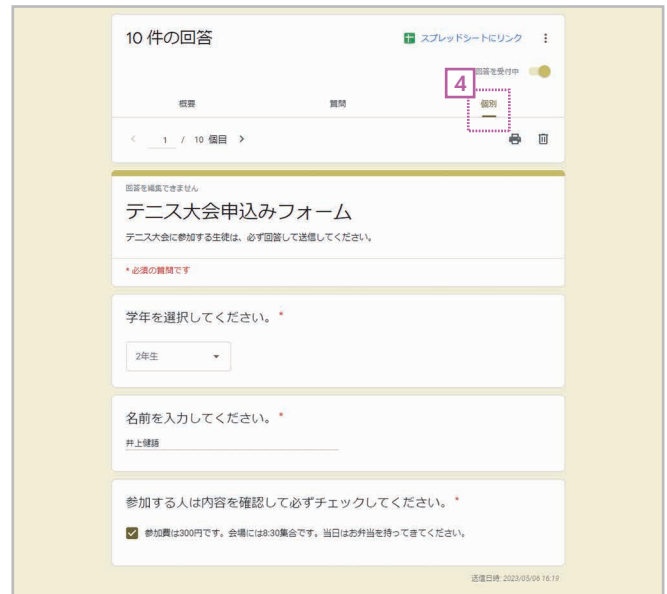 10 件の回答
スプレッドシートにリンク
回答を受付中
4
概要 質問 個別
1 / 10 個目
回答を編集できません
テニス大会申込みフォーム
テニス大会に参加する生徒は、必ず回答して送信してください。
* 必須の質問です
学年を選択してください。 *
2年生
名前を入力してください。 *
井上健語
参加する人は内容を確認して必ずチェックしてください。 *
参加費は300円です。会場には8:30集合です。当日はお弁当を持ってきてください。
送信日時: 2023/05/06 16:19